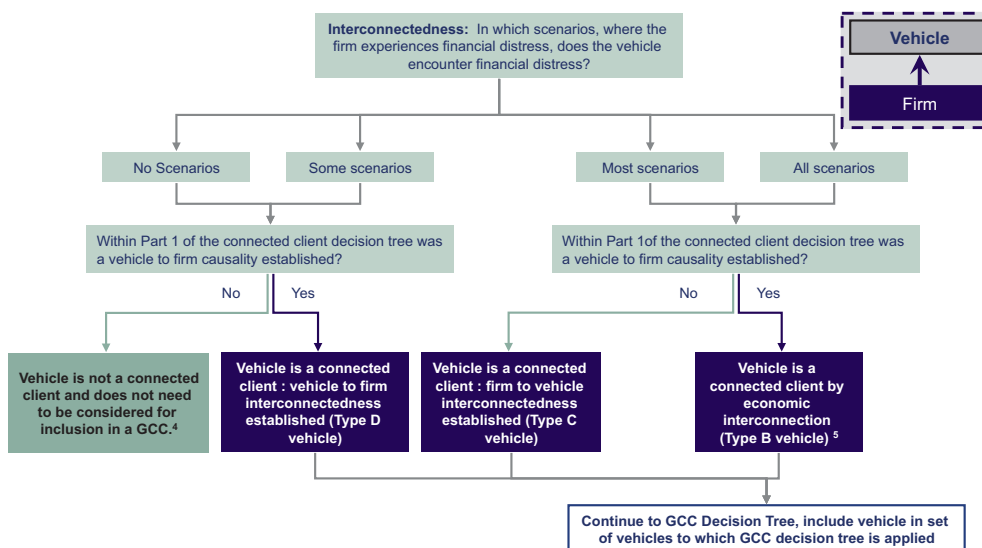 Interconnectedness: In which scenarios, where the
firm experiences financial distress, does the vehicle
encounter financial distress?
Vehicle
Firm
No Scenarios
Some scenarios
Most scenarios
All scenarios
Within Part 1 of the connected client decision tree was
a vehicle to firm causality established?
Within Part 1of the connected client decision tree was
a vehicle to firm causality established?
No
Yes
No
Yes
Vehicle is not a connected
client and does not need
to be considered for
inclusion in a GCC.4
Vehicle is a connected
client : vehicle to firm
interconnectedness
established (Type D
vehicle)
Vehicle is a connected
client : firm to vehicle
interconnectedness
established (Type C
vehicle)
Vehicle is a
connected client by
economic
interconnection
(Type B vehicle) 5
Continue to GCC Decision Tree, include vehicle in set
of vehicles to which GCC decision tree is applied